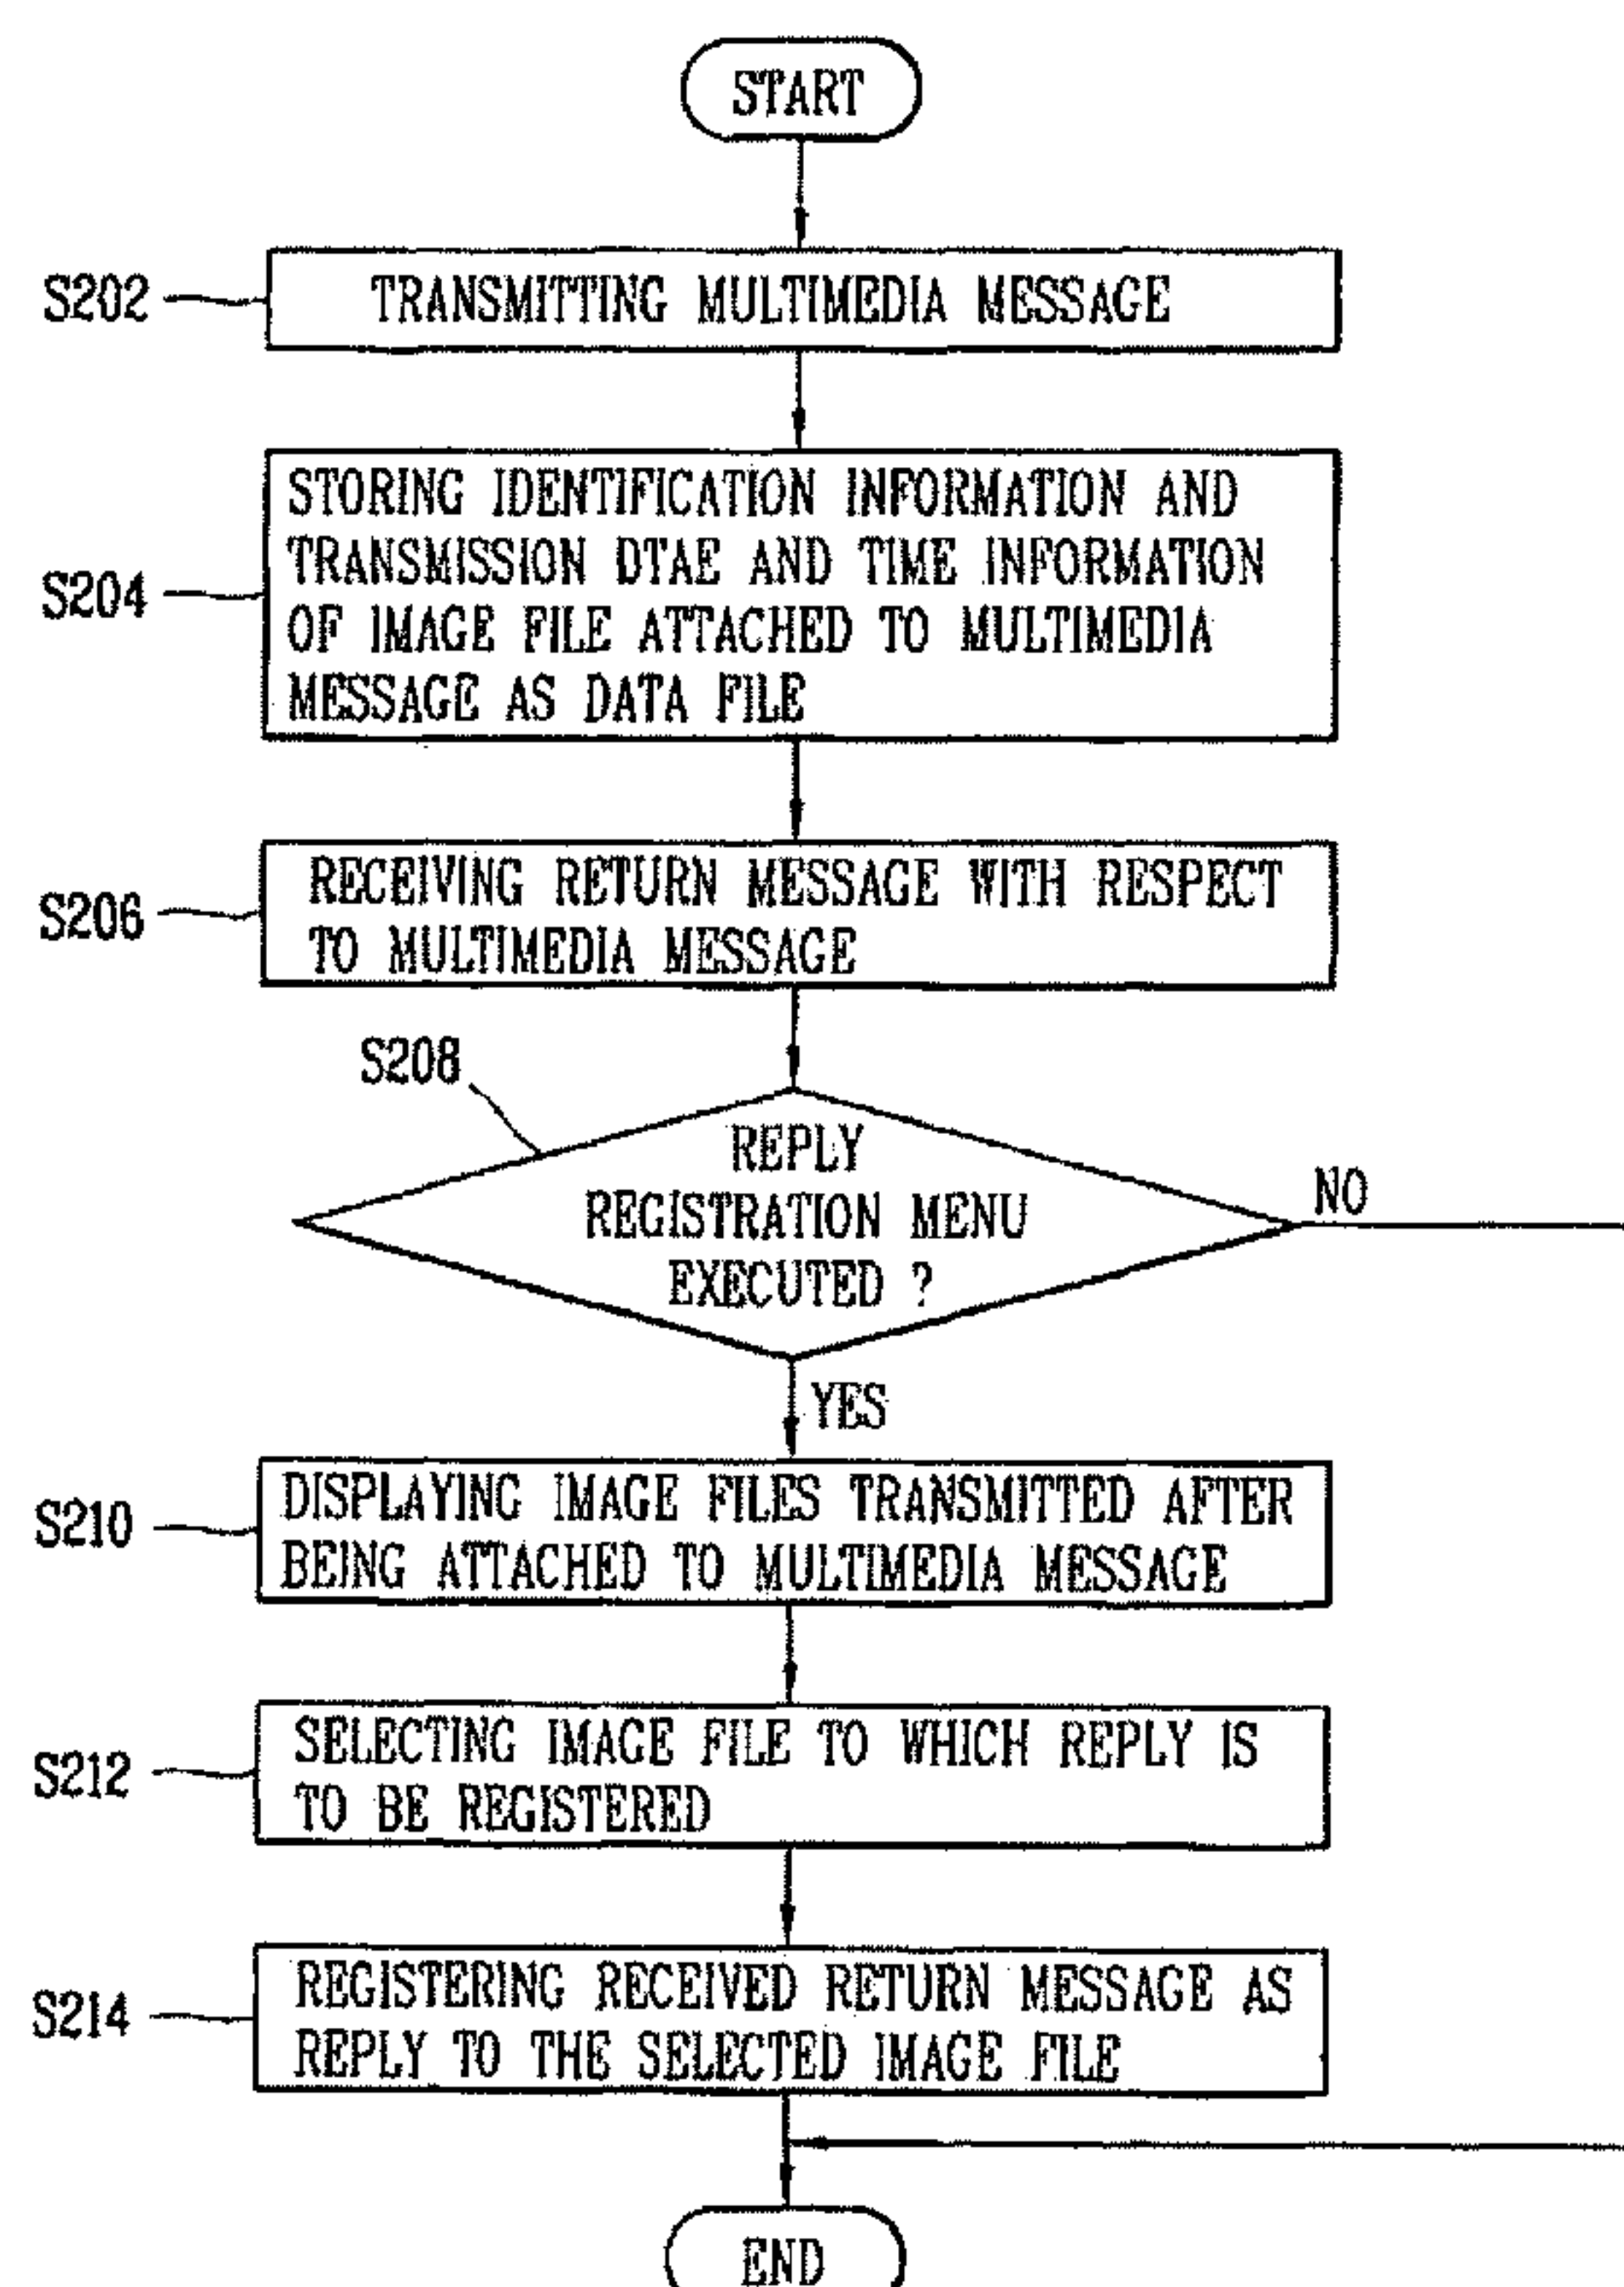 START
S202
TRANSMITTING MULTIMEDIA MESSAGE
S204
STORING IDENTIFICATION INFORMATION AND
TRANSMISSION DTAE AND TIME INFORMATION
OF IMAGE FILE ATTACHED TO MULTIMEDIA
MESSAGE AS DATA FILE
S206
RECEIVING RETURN MESSAGE WITH RESPECT
TO MULTIMEDIA MESSAGE
S208
REPLY
REGISTRATION MENU
EXECUTED ?
NO
YES
S210
DISPLAYING IMAGE FILES TRANSMITTED AFTER
BEING ATTACHED TO MULTIMEDIA MESSAGE
S212
SELECTING IMAGE FILE TO WHICH REPLY IS
TO BE REGISTERED
S214
REGISTERING RECEIVED RETURN MESSAGE AS
REPLY TO THE SELECTED IMAGE FILE
END